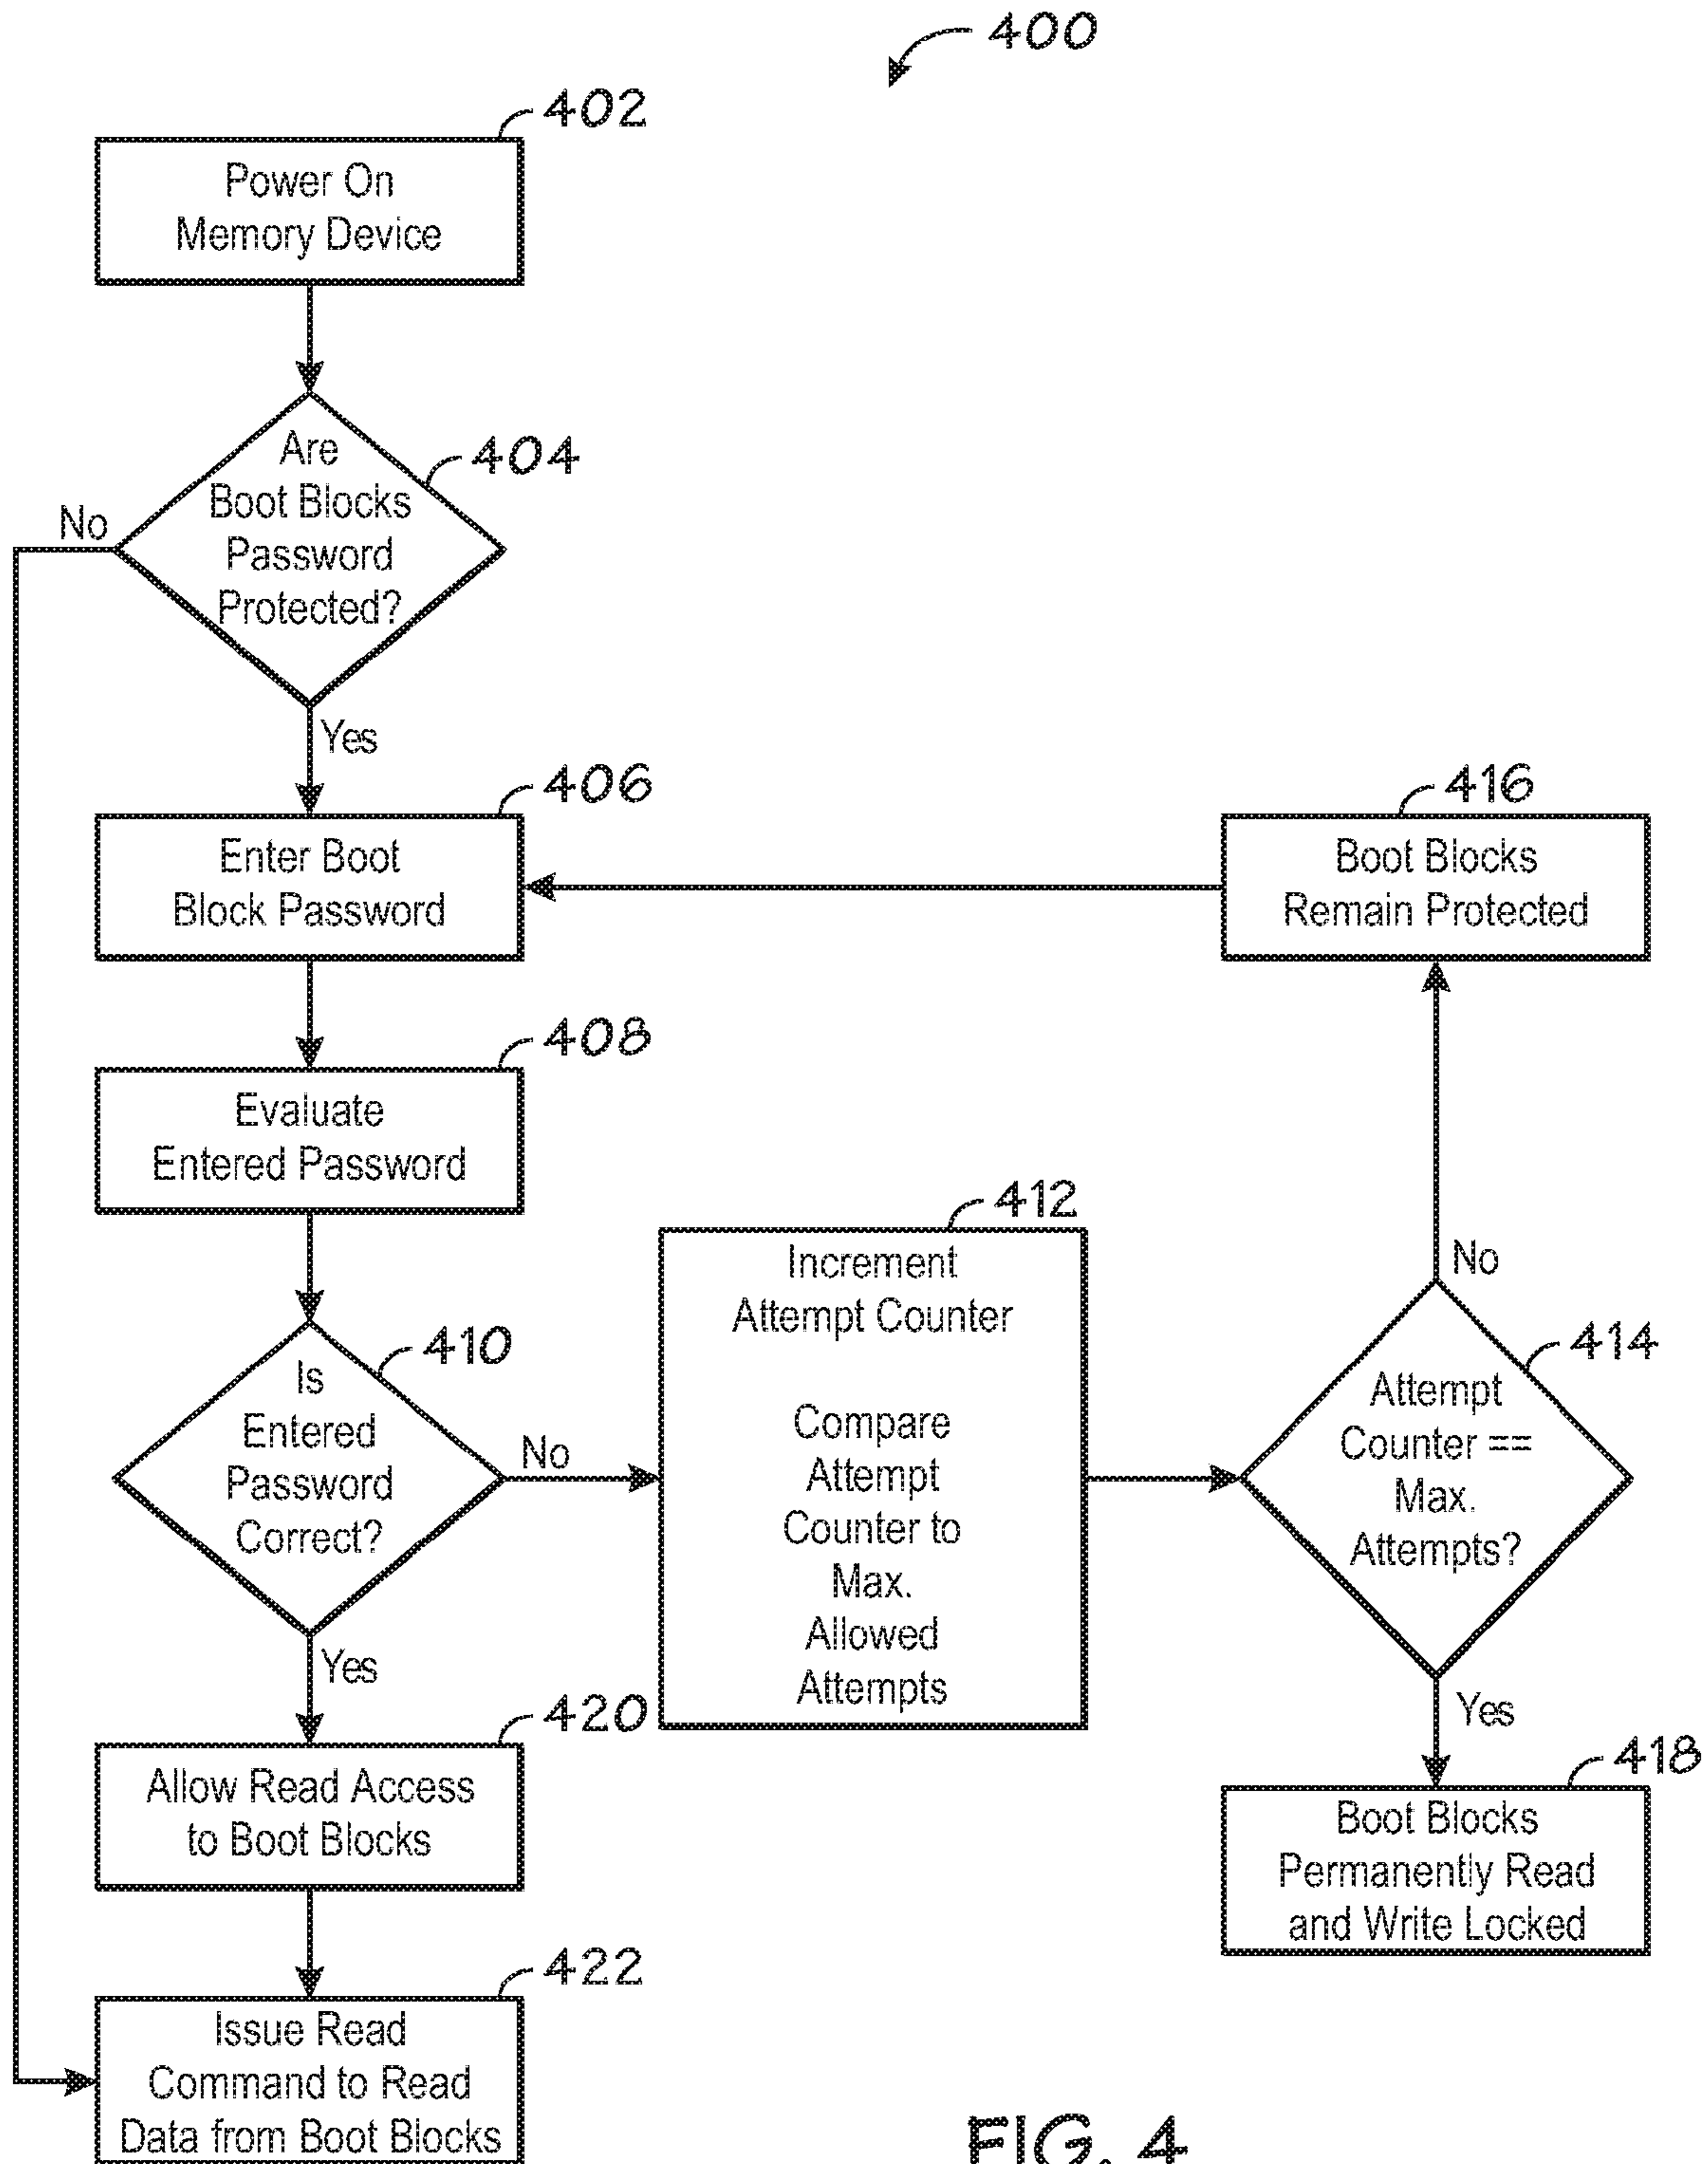 400
402
Power On
Memory Device
404
Are
Boot Blocks
Password
Protected?
No
Yes
406
Enter Boot
Block Password
416
Boot Blocks
Remain Protected
408
Evaluate
Entered Password
410
Is
Entered
Password
Correct?
No
Yes
412
Increment
Attempt Counter
Compare
Attempt
Counter to
Max.
Allowed
Attempts
No
414
Attempt
Counter ==
Max.
Attempts?
Yes
418
Boot Blocks
Permanently Read
and Write Locked
420
Allow Read Access
to Boot Blocks
422
Issue Read
Command to Read
Data from Boot Blocks
FIG. 4